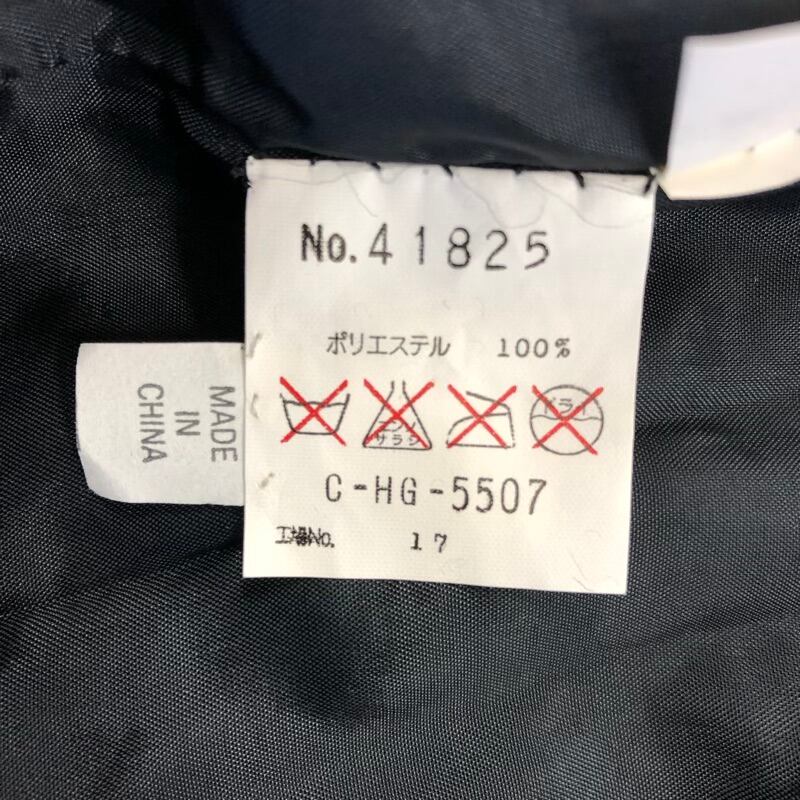 No.41825
ポリエステル 100%
エンソ
サラシ
ドライ
C-HG-5507
工場No. 17
MADE
IN
CHINA